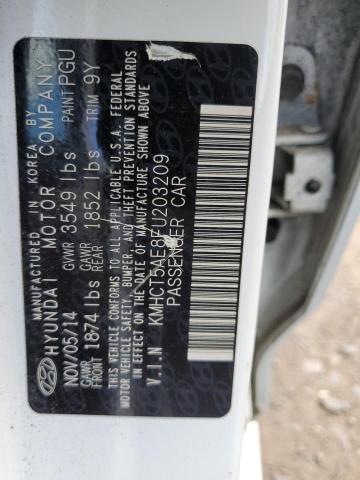 MANUFACTURED IN KOREA BY
HYUNDAI MOTOR COMPANY
NOV/05/14 GVWR 3549 lbs PAINT PGU
GAWR FRONT 1874 lbs GAWR REAR 1852 lbs TRIM 9Y
THIS VEHICLE CONFORMS TO ALL APPLICABLE U.S.A. FEDERAL
MOTOR VEHICLE SAFETY, BUMPER, AND THEFT PREVENTION
STANDARDS IN EFFECT ON THE DATE OF MANUFACTURE SHOWN ABOVE
V.I.N KMHCT5AE8FU203209
PASSENGER CAR